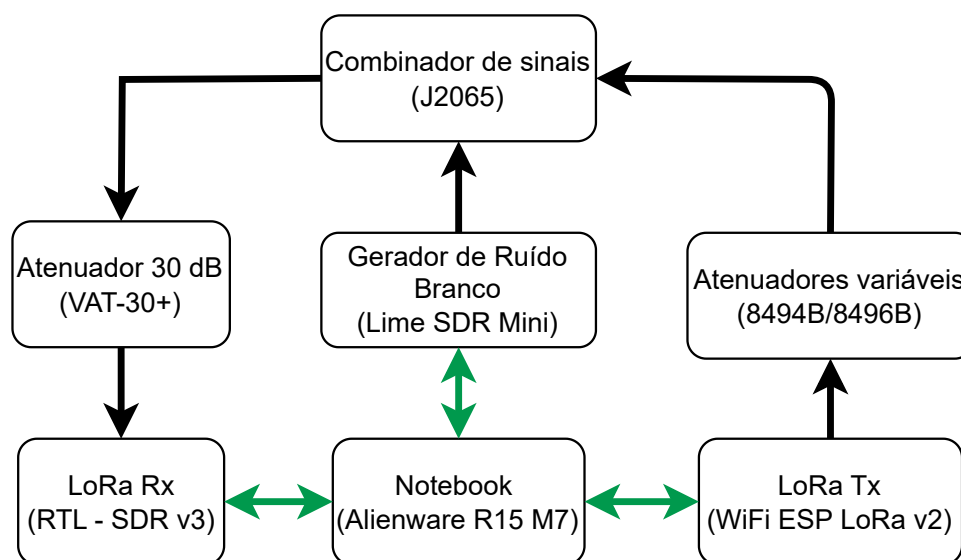 Combinador de sinais
(J2065)
Atenuador 30 dB
(VAT-30+)
Gerador de Ruído
Branco
(Lime SDR Mini)
Atenuadores variáveis
(8494B/8496B)
LoRa Rx
(RTL - SDR v3)
Notebook
(Alienware R15 M7)
LoRa Tx
(WiFi ESP LoRa v2)